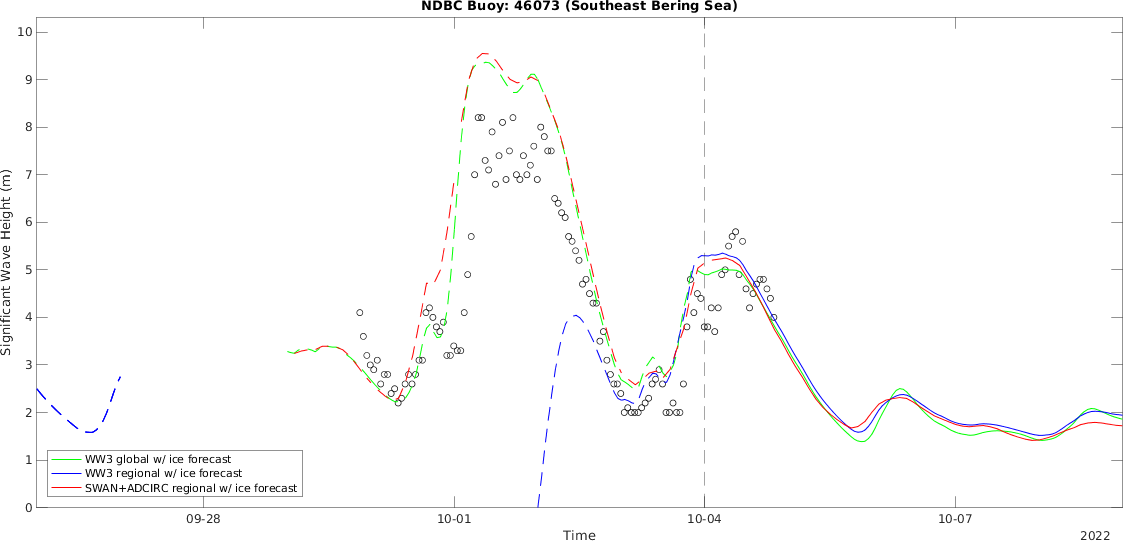 NDBC Buoy: 46073 (Southeast Bering Sea)
10
9
8
7
6
5
4
3
2
1
0
Significant Wave Height (m)
WW3 global w/ ice forecast
WW3 regional w/ ice forecast
SWAN+ADCIRC regional w/ ice forecast
09-28
10-01
10-04
10-07
Time
2022